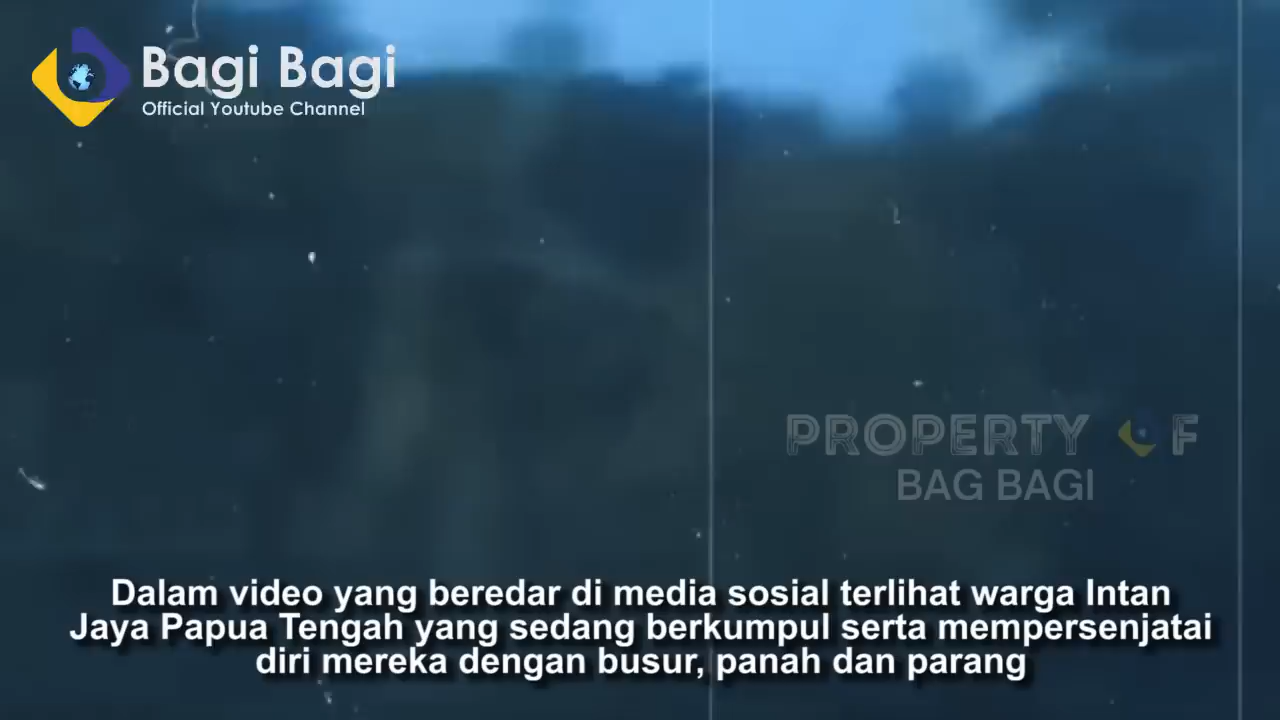 Bagi Bagi
Official Youtube Channel
PROPERTY OF
BAG BAGI
Dalam video yang beredar di media sosial terlihat warga Intan
Jaya Papua Tengah yang sedang berkumpul serta mempersenjatai
diri mereka dengan busur, panah dan parang